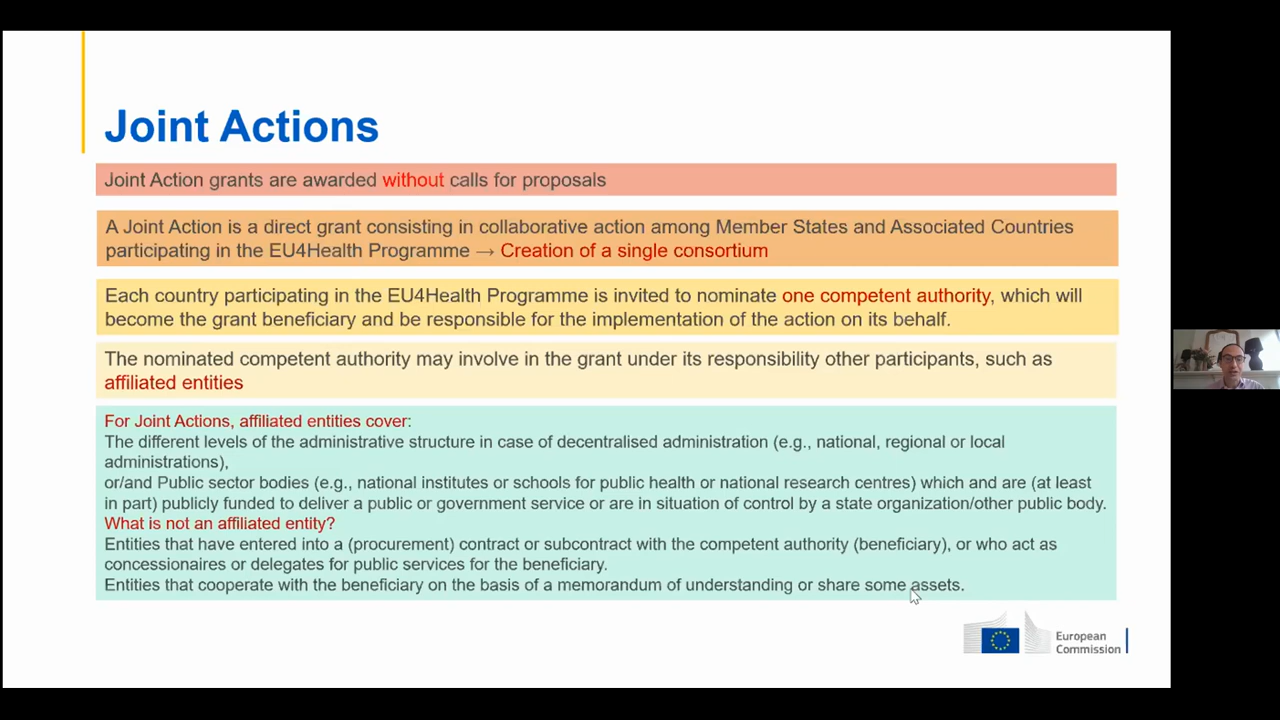 Joint Actions
Joint Action grants are awarded without calls for proposals
A Joint Action is a direct grant consisting in collaborative action among Member States and Associated Countries
participating in the EU4Health Programme → Creation of a single consortium
Each country participating in the EU4Health Programme is invited to nominate one competent authority, which will
become the grant beneficiary and be responsible for the implementation of the action on its behalf.
The nominated competent authority may involve in the grant under its responsibility other participants, such as
affiliated entities
For Joint Actions, affiliated entities cover:
The different levels of the administrative structure in case of decentralised administration (e.g., national, regional or local
administrations),
or/and Public sector bodies (e.g., national institutes or schools for public health or national research centres) which and are (at least
in part) publicly funded to deliver a public or government service or are in situation of control by a state organization/other public body.
What is not an affiliated entity?
Entities that have entered into a (procurement) contract or subcontract with the competent authority (beneficiary), or who act as
concessionaires or delegates for public services for the beneficiary.
Entities that cooperate with the beneficiary on the basis of a memorandum of understanding or share some assets.
European
Commission